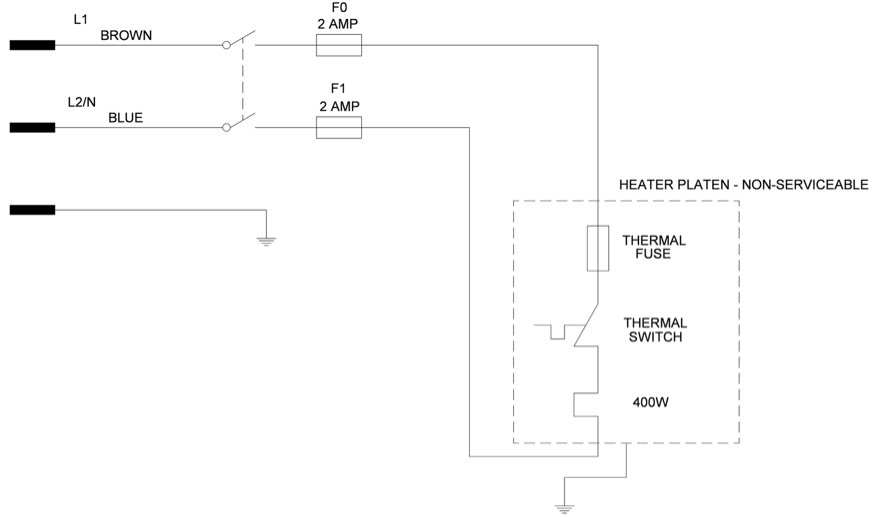 L1
BROWN
F0
2 AMP
L2/N
BLUE
F1
2 AMP
HEATER PLATEN - NON-SERVICEABLE
THERMAL
FUSE
THERMAL
SWITCH
400W